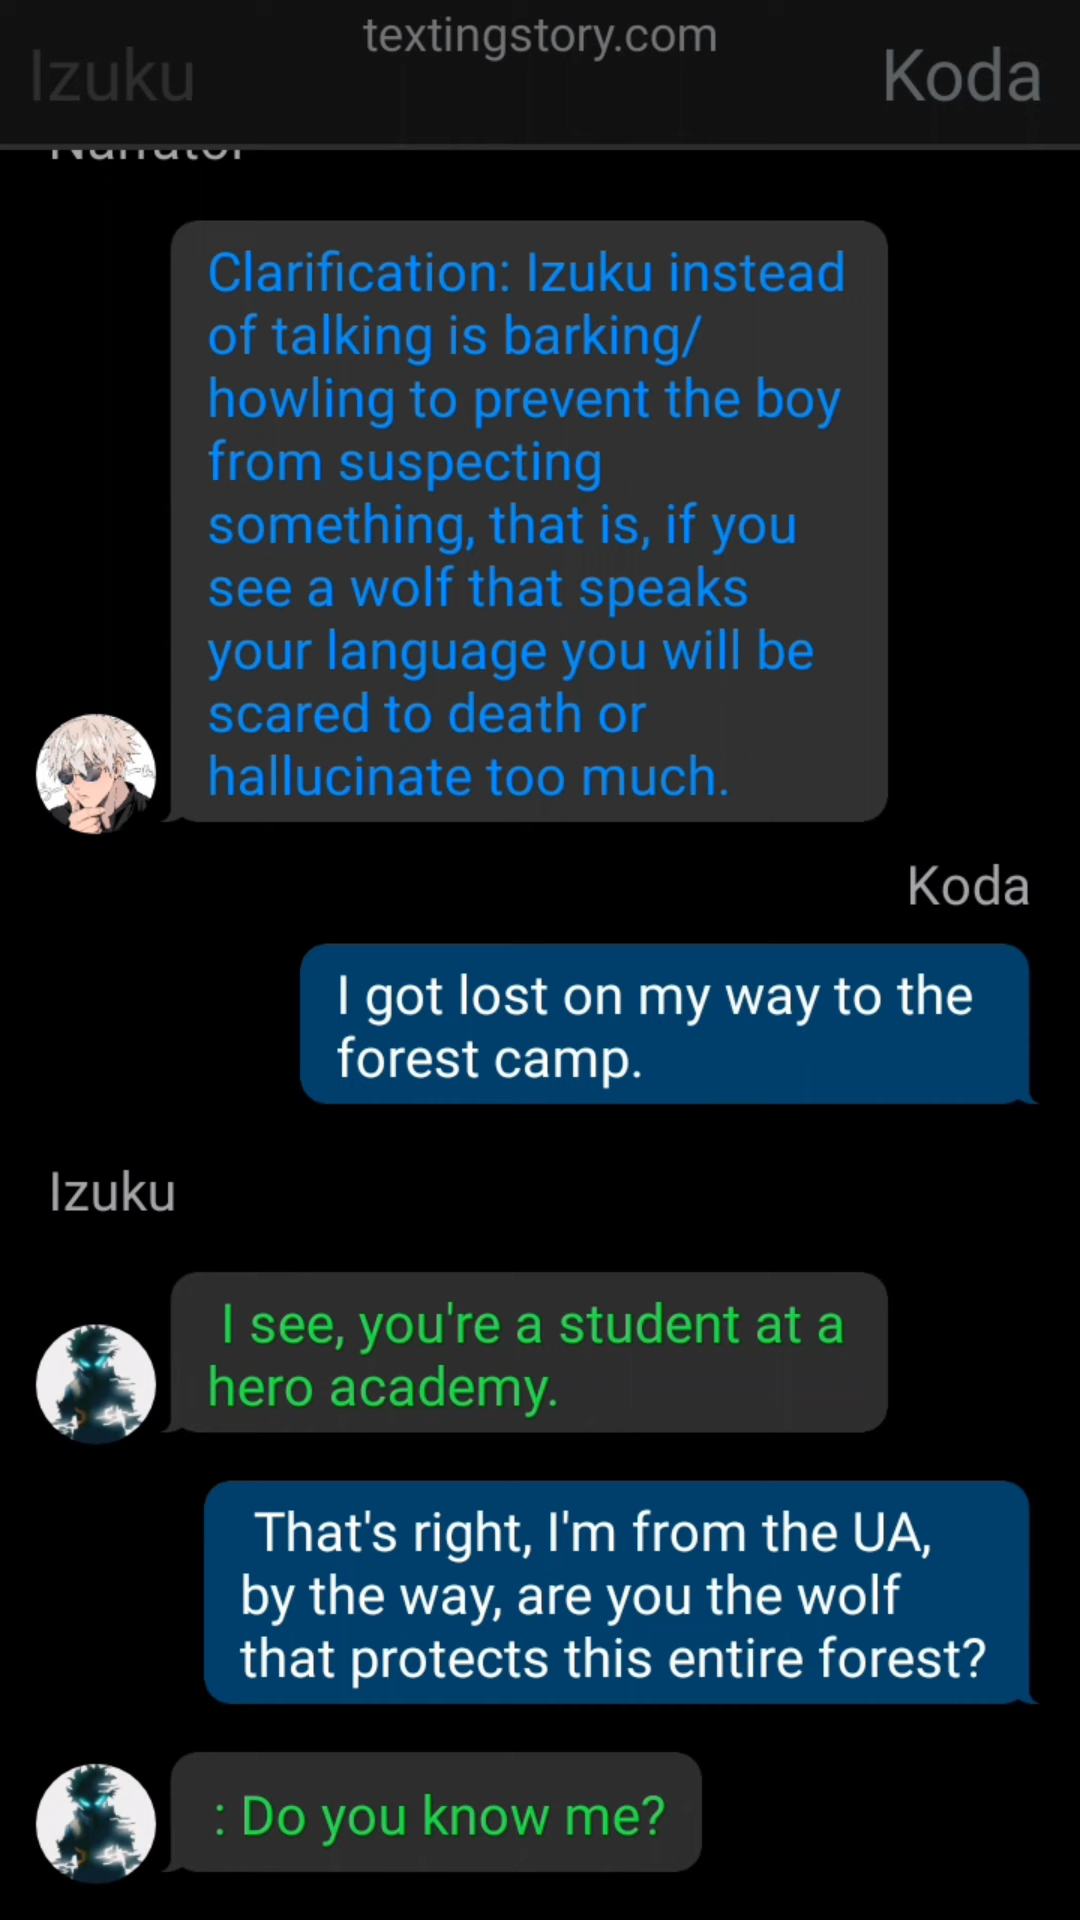 textingstory.com
Izuku
Koda
Narrator
Clarification: Izuku instead
of talking is barking/
howling to prevent the boy
from suspecting
something, that is, if you
see a wolf that speaks
your language you will be
scared to death or
hallucinate too much.
Koda
I got lost on my way to the
forest camp.
Izuku
I see, you're a student at a
hero academy.
That's right, I'm from the UA,
by the way, are you the wolf
that protects this entire forest?
: Do you know me?